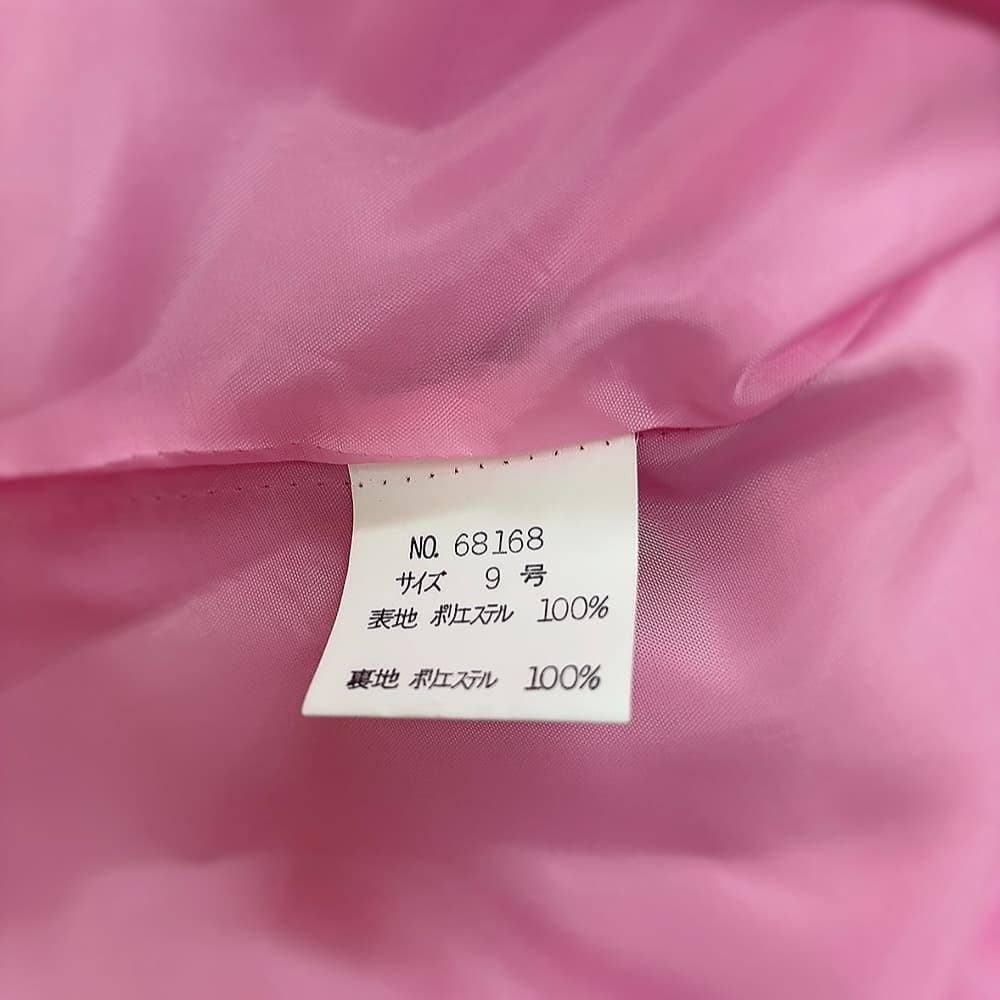 NO. 68168
サイズ 9 号
表地 ポリエステル 100%
裏地 ポリエステル 100%